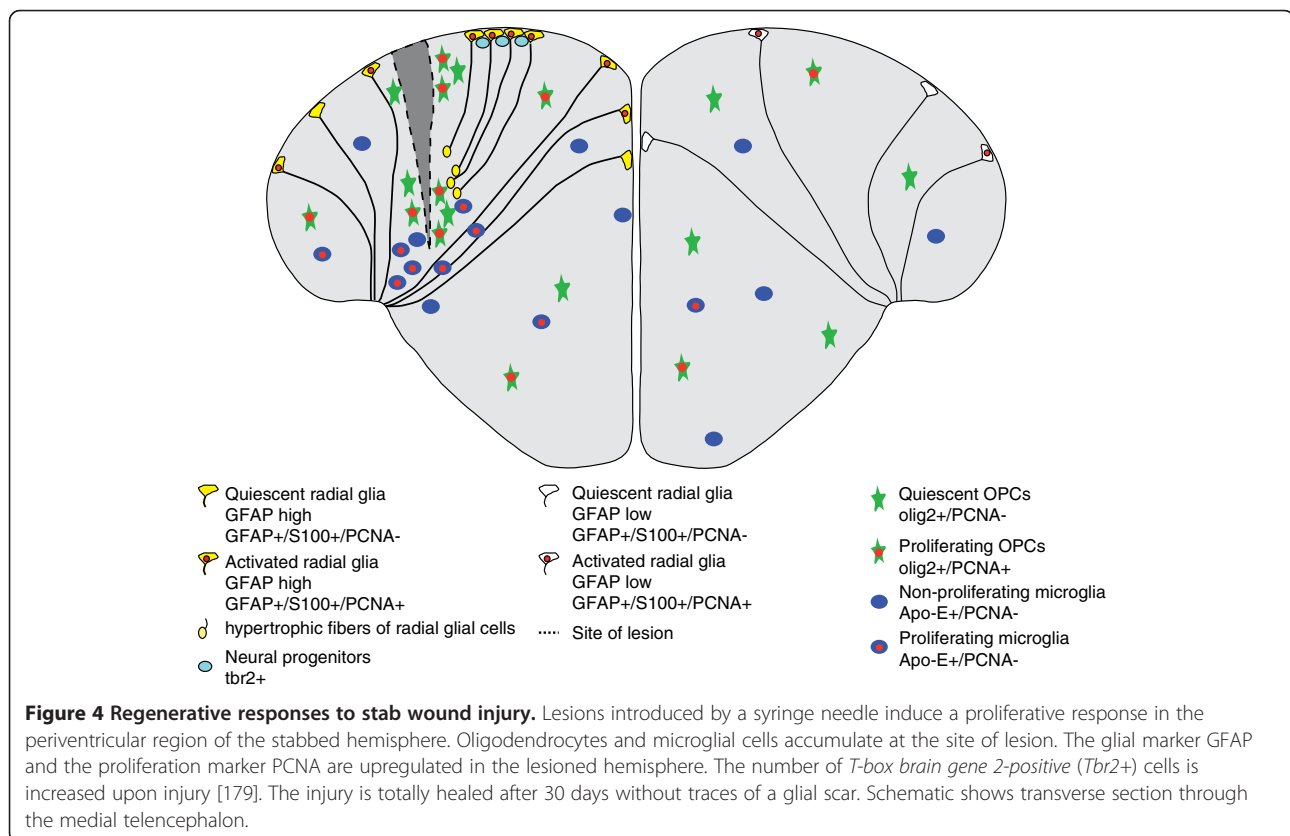 Quiescent radial glia
GFAP high
GFAP+/S100+/PCNA-
Activated radial glia
GFAP high
GFAP+/S100+/PCNA+
hypertrophic fibers of radial glial cells
Neural progenitors
tbr2+
Quiescent radial glia
GFAP low
GFAP+/S100+/PCNA-
Activated radial glia
GFAP low
GFAP+/S100+/PCNA+
Site of lesion
Quiescent OPCs
olig2+/PCNA-
Proliferating OPCs
olig2+/PCNA+
Non-proliferating microglia
Apo-E+/PCNA-
Proliferating microglia
Apo-E+/PCNA-
Figure 4 Regenerative responses to stab wound injury. Lesions introduced by a syringe needle induce a proliferative response in the
periventricular region of the stabbed hemisphere. Oligodendrocytes and microglial cells accumulate at the site of lesion. The glial marker GFAP
and the proliferation marker PCNA are upregulated in the lesioned hemisphere. The number of T-box brain gene 2-positive (Tbr2+) cells is
increased upon injury [179]. The injury is totally healed after 30 days without traces of a glial scar. Schematic shows transverse section through
the medial telencephalon.